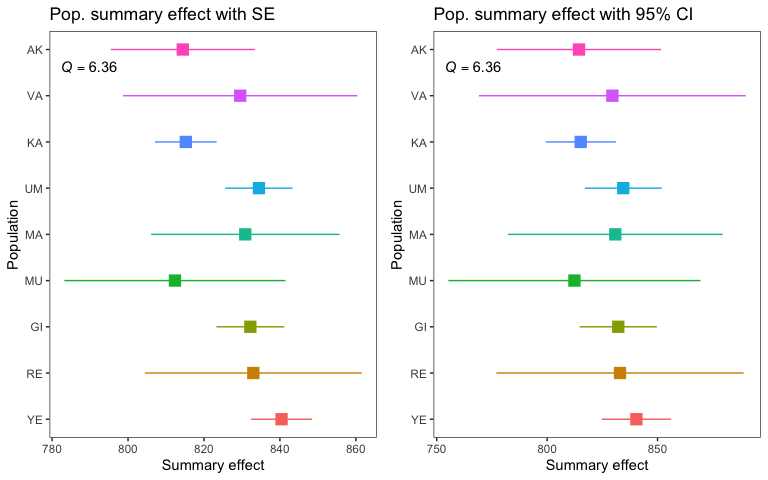 Pop. summary effect with SE
AK
Q = 6.36
VA
KA
UM
MA
MU
GI
RE
YE
Population
780 800 820 840 860
Summary effect
Pop. summary effect with 95% CI
AK
Q = 6.36
VA
KA
UM
MA
MU
GI
RE
YE
Population
750 800 850
Summary effect